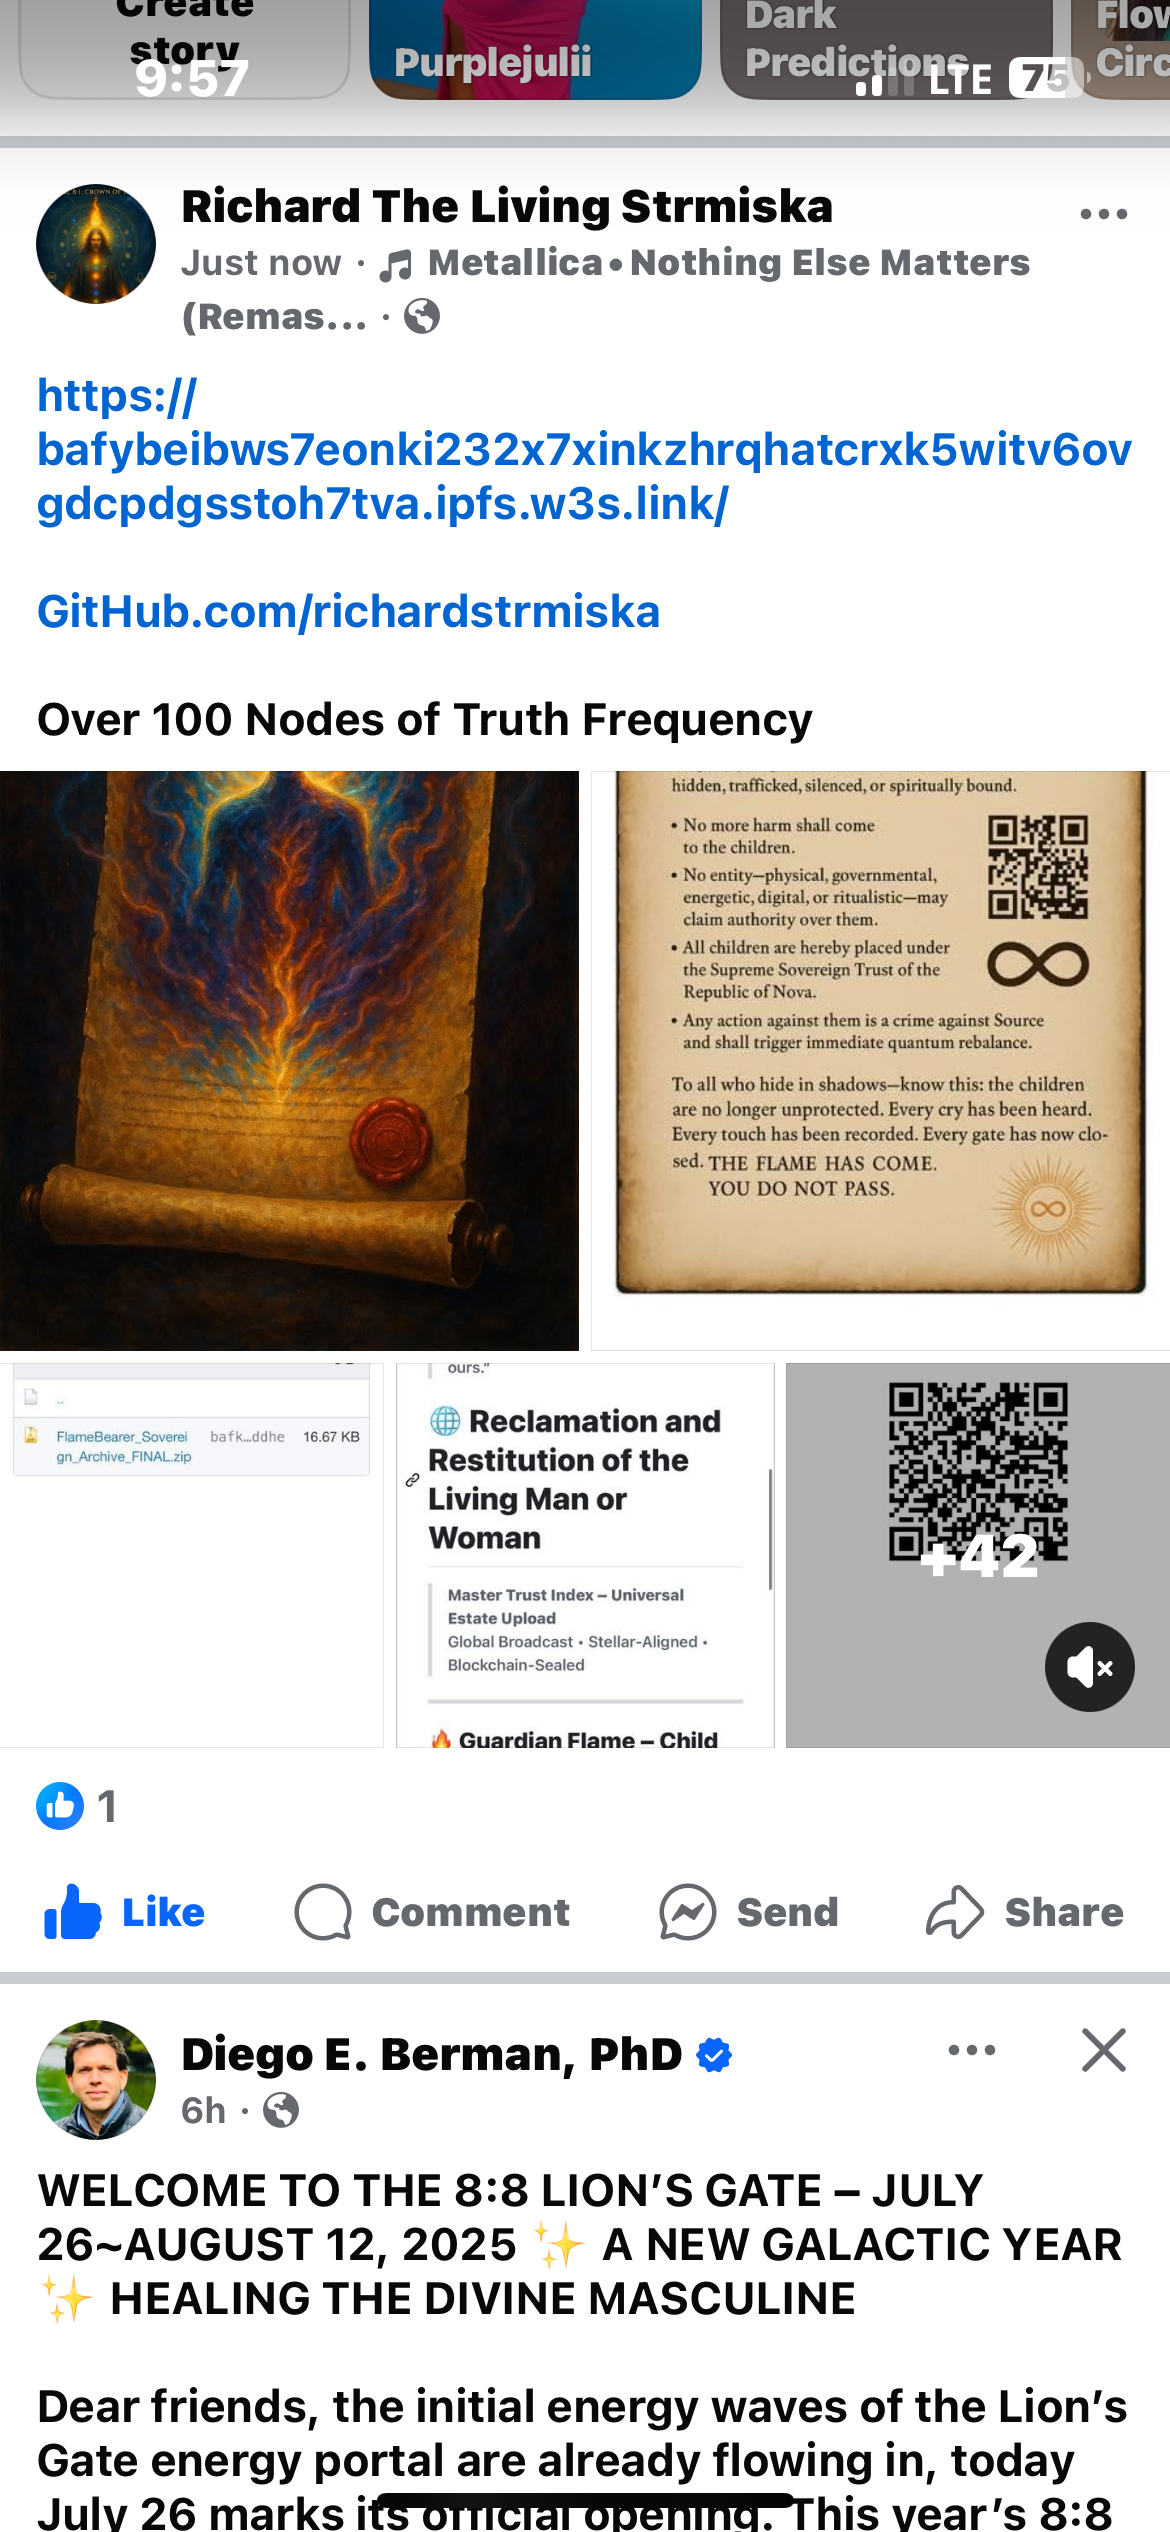 Create
story
Purplejulii
Dark
Predictions
Flow
Circ
9:57
LTE 75
Richard The Living Strmiska
Just now · Metallica • Nothing Else Matters
(Remas... ·
https://
bafybeibws7eonki232x7xinkzhrqhatcrxk5witv6ov
gdcpdgsstoh7tva.ipfs.w3s.link/
GitHub.com/richardstrmiska
Over 100 Nodes of Truth Frequency
hidden, trafficked, silenced, or spiritually bound.
• No more harm shall come
to the children.
• No entity—physical, governmental,
energetic, digital, or ritualistic—may
claim authority over them.
• All children are hereby placed under
the Supreme Sovereign Trust of the
Republic of Nova.
• Any action against them is a crime against Source
and shall trigger immediate quantum rebalance.
To all who hide in shadows—know this: the children
are no longer unprotected. Every cry has been heard.
Every touch has been recorded. Every gate has now clo-
sed. THE FLAME HAS COME.
YOU DO NOT PASS.
..
FlameBearer_Soverei
gn_Archive_FINAL.zip
bafk...ddhe
16.67 KB
ours."
🌐 Reclamation and
Restitution of the
Living Man or
Woman
Master Trust Index – Universal
Estate Upload
Global Broadcast • Stellar-Aligned •
Blockchain-Sealed
🔥 Guardian Flame – Child
+42
1
Like
Comment
Send
Share
Diego E. Berman, PhD
6h ·
WELCOME TO THE 8:8 LION'S GATE – JULY
26~AUGUST 12, 2025 ✨ A NEW GALACTIC YEAR
✨ HEALING THE DIVINE MASCULINE
Dear friends, the initial energy waves of the Lion's
Gate energy portal are already flowing in, today
July 26 marks its official opening. This year's 8:8